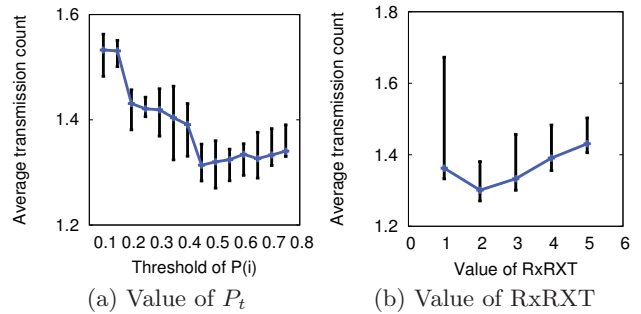 Average transmission count
1.6
1.4
1.2
0.1 0.2 0.3 0.4 0.5 0.6 0.7 0.8
Threshold of P(i)
(a) Value of Pt
Average transmission count
1.8
1.6
1.4
1.2
0 1 2 3 4 5 6
Value of RxRXT
(b) Value of RxRXT